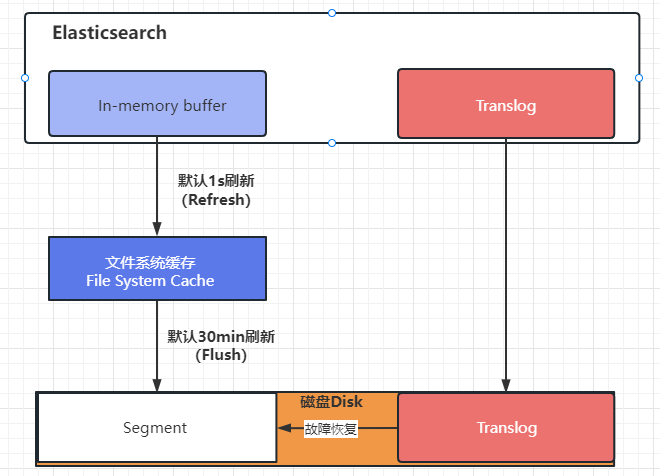 Elasticsearch
In-memory buffer
Translog
默认1s刷新
（Refresh）
文件系统缓存
File System Cache
默认30min刷新
（Flush）
磁盘Disk
Segment
故障恢复
Translog